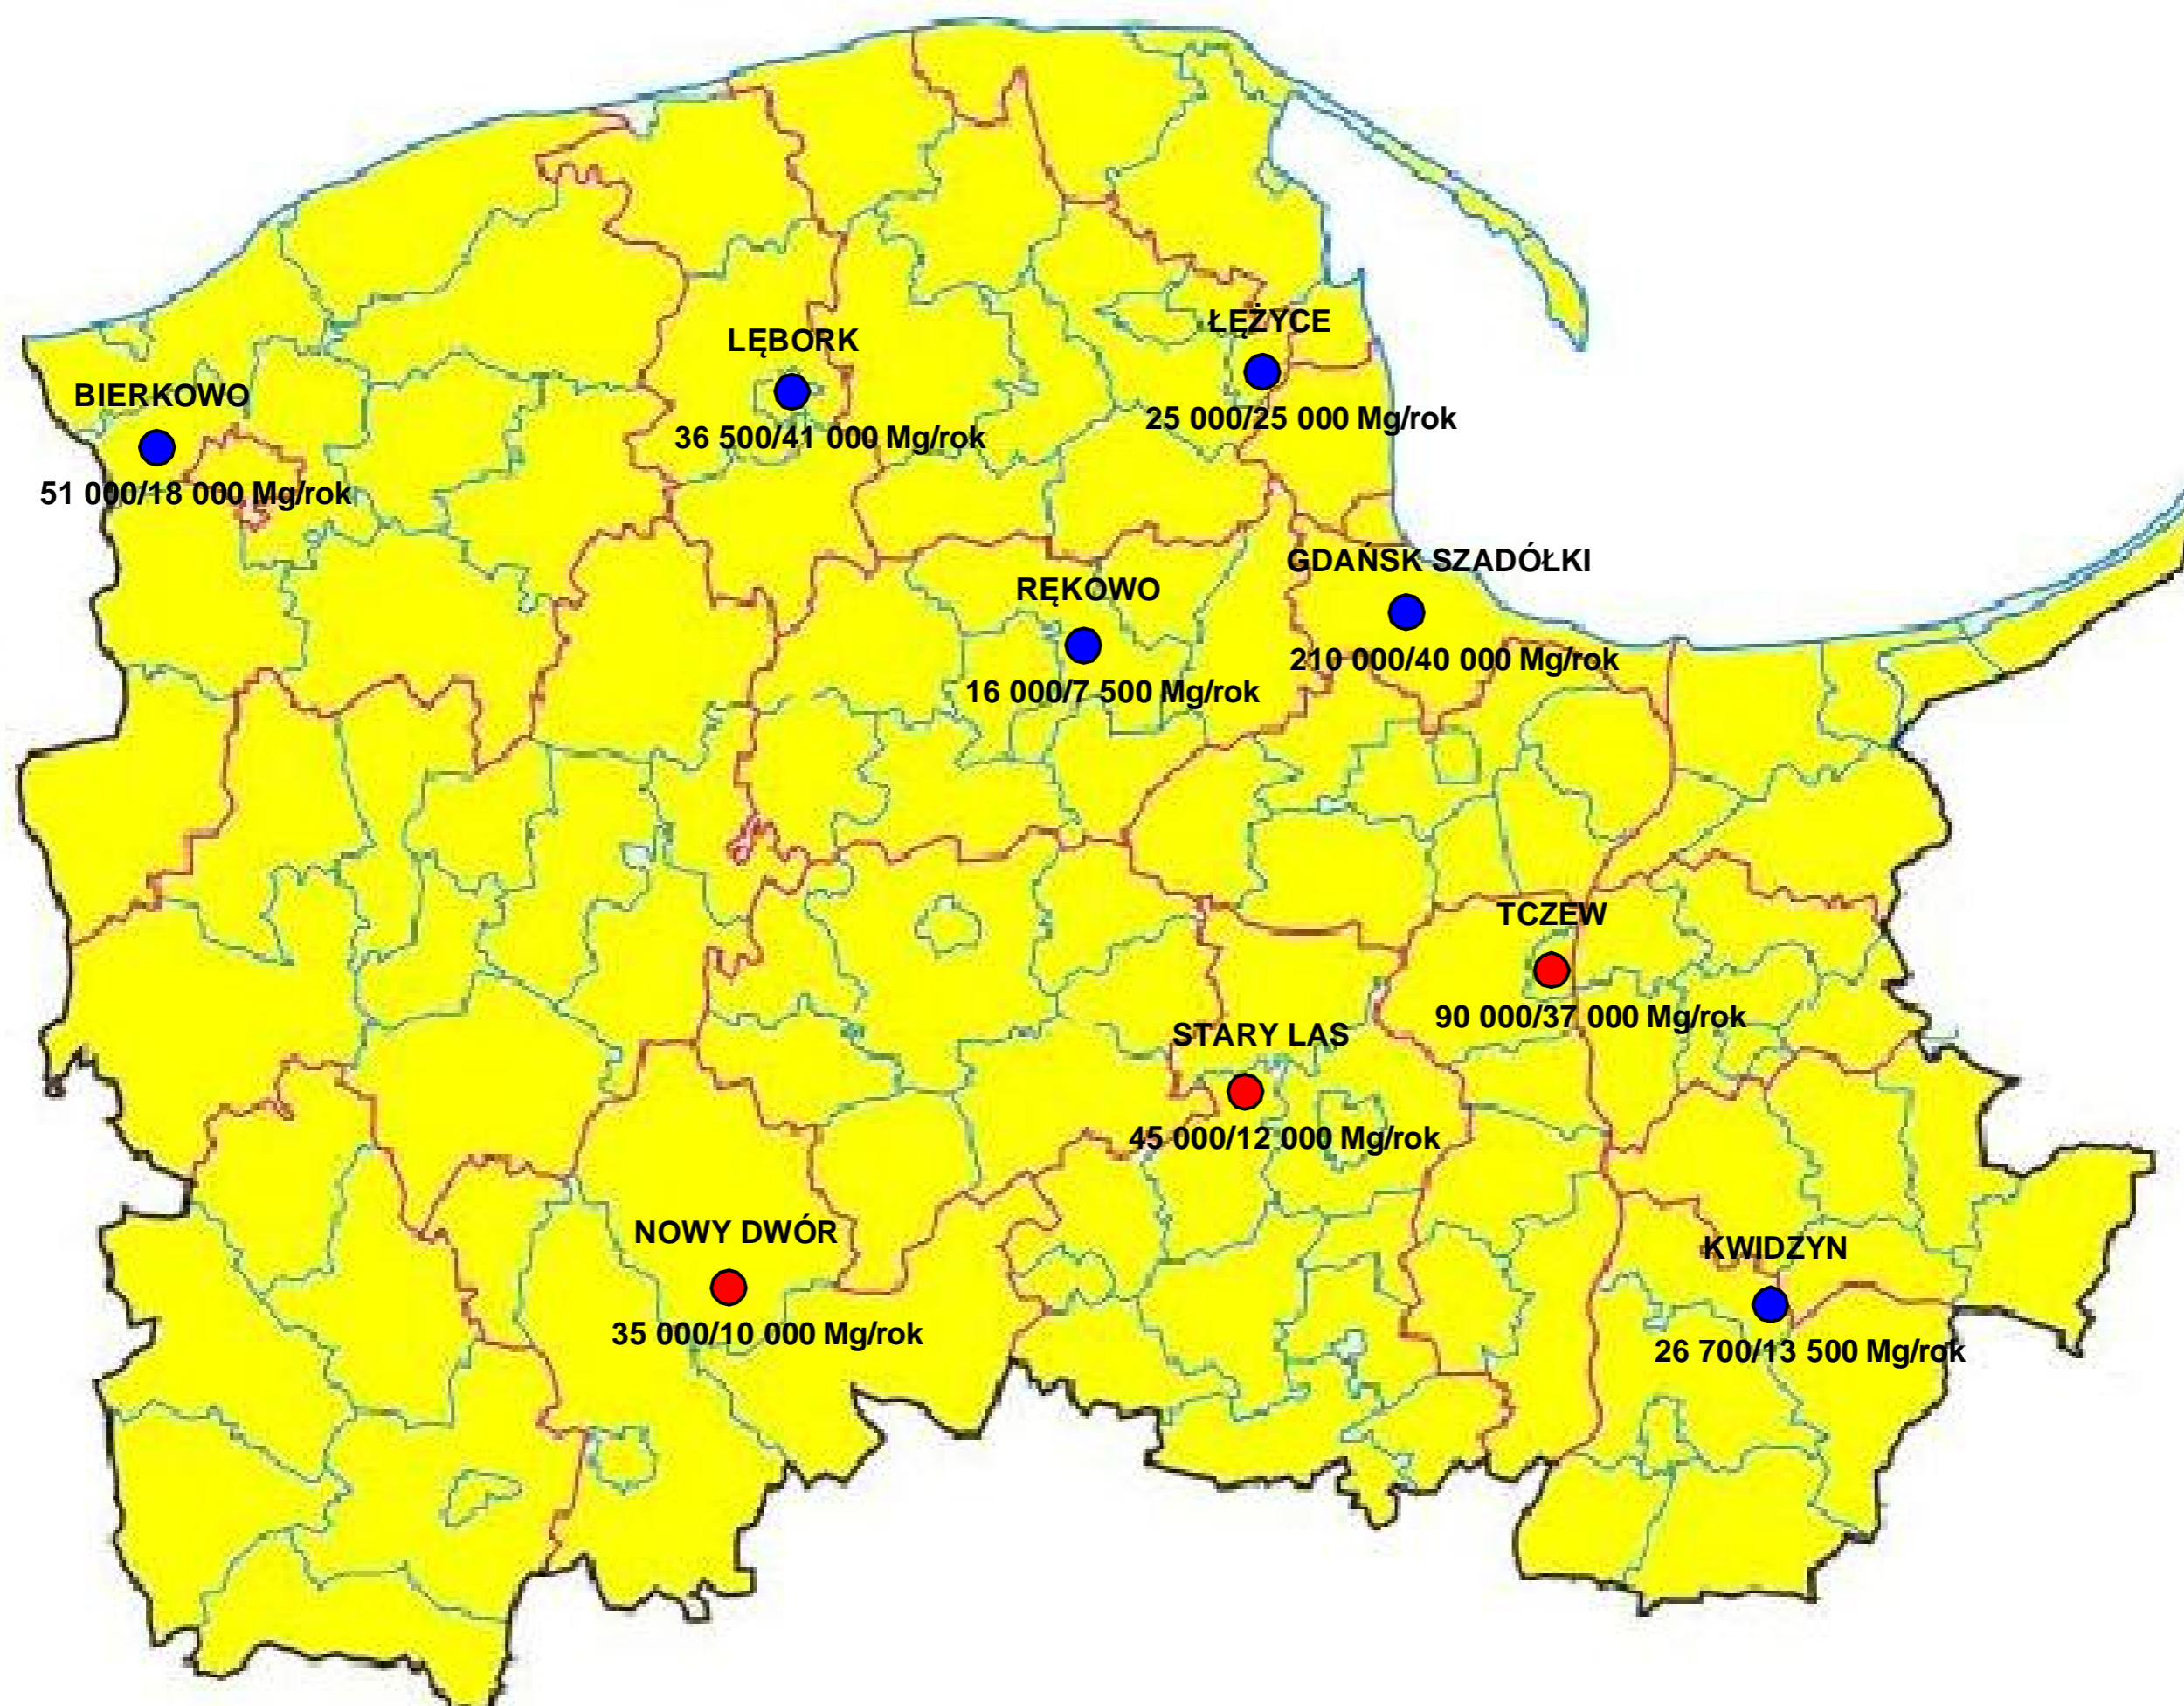 ŁĘŻYCE
25 000/25 000 Mg/rok
LĘBORK
36 500/41 000 Mg/rok
BIERKOWO
51 000/18 000 Mg/rok
GDAŃSK SZADÓŁKI
210 000/40 000 Mg/rok
RĘKOWO
16 000/7 500 Mg/rok
TCZEW
90 000/37 000 Mg/rok
STARY LAS
45 000/12 000 Mg/rok
NOWY DWÓR
35 000/10 000 Mg/rok
KWIDZYN
26 700/13 500 Mg/rok